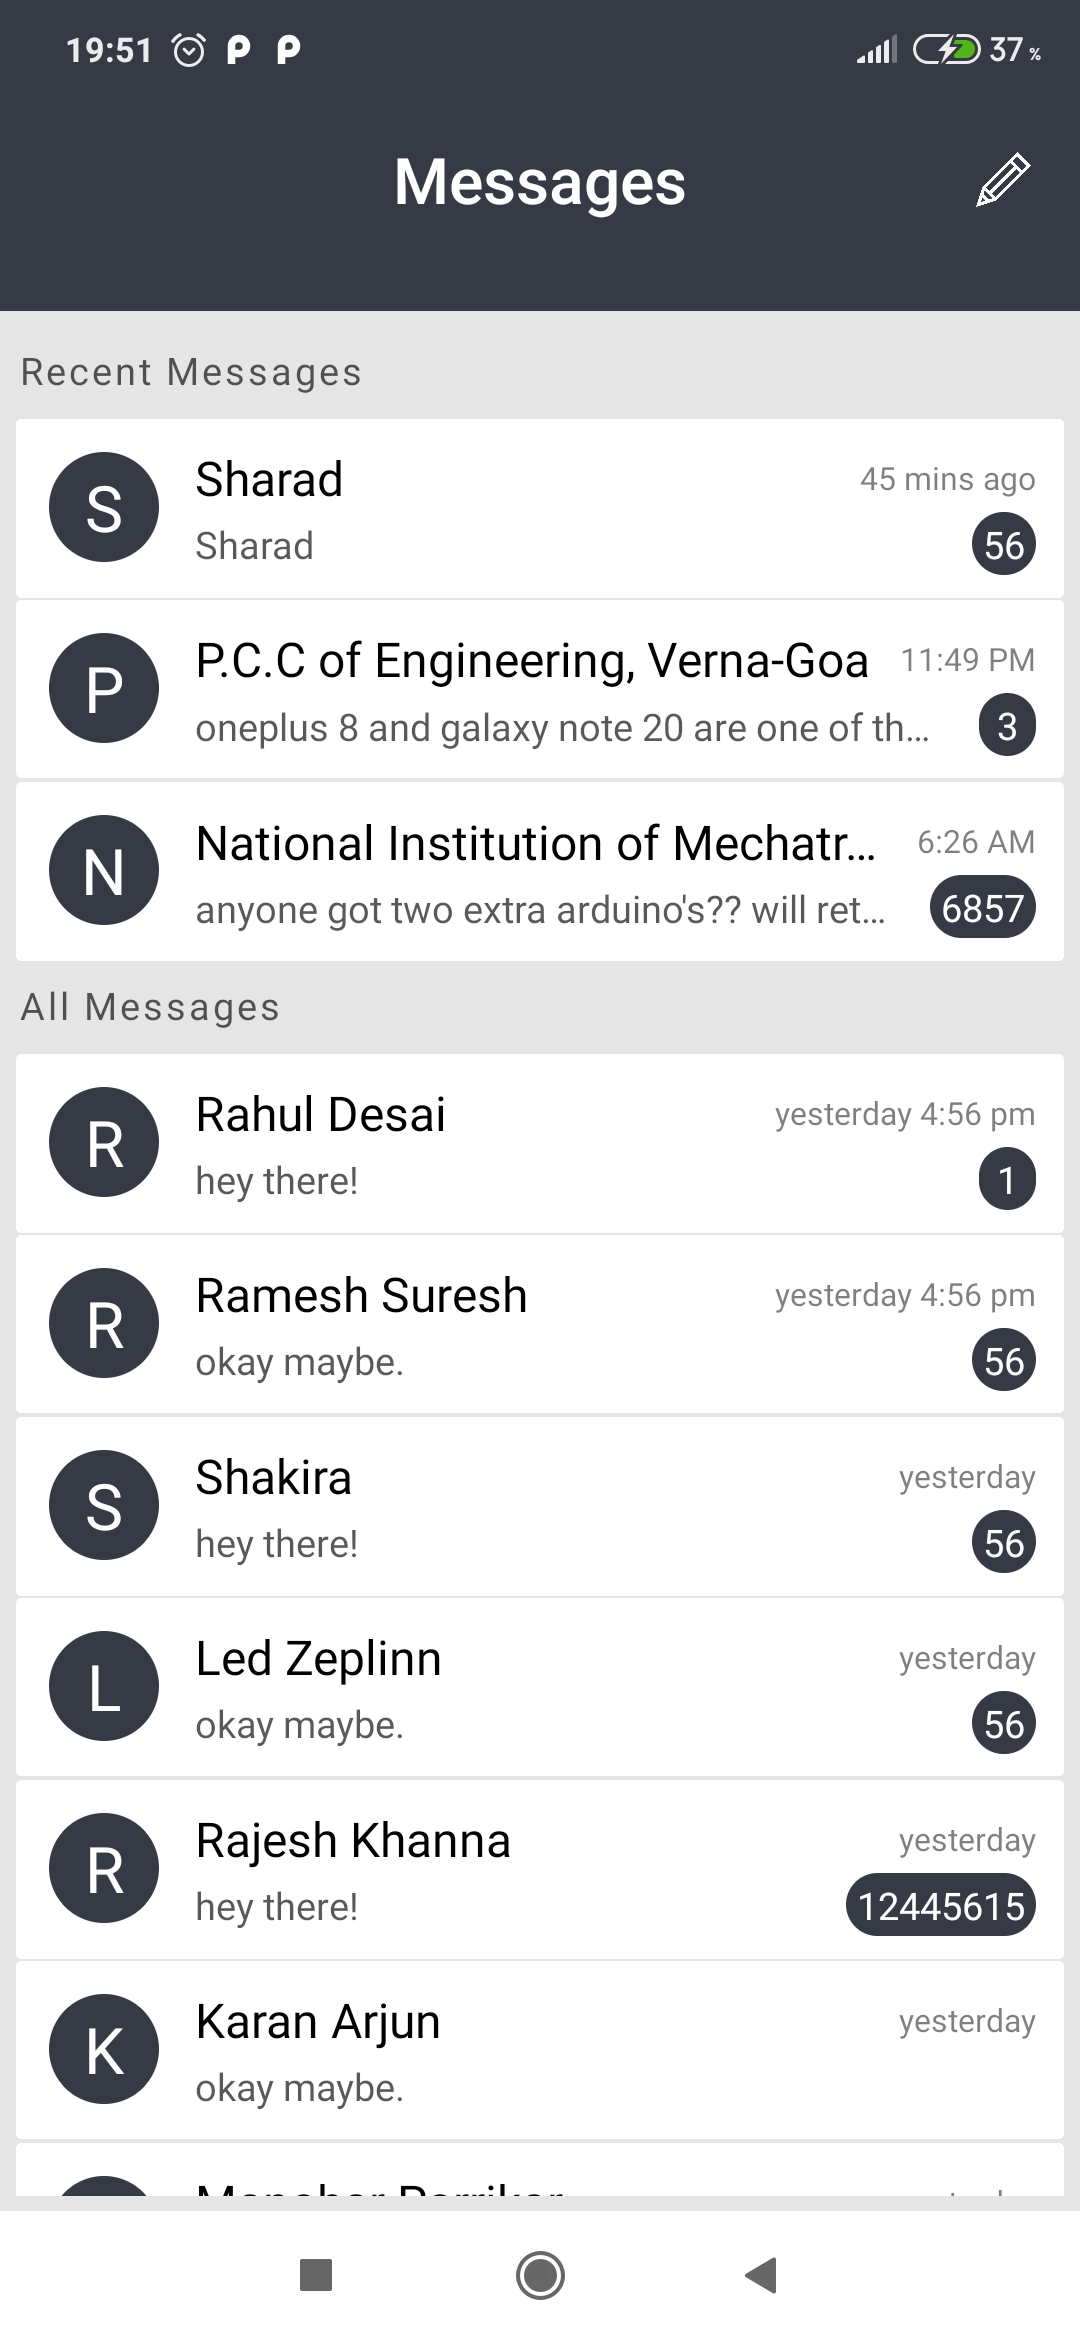 19:51 37 %
Messages
Recent Messages
S Sharad 45 mins ago
Sharad 56
P P.C.C of Engineering, Verna-Goa 11:49 PM
oneplus 8 and galaxy note 20 are one of th... 3
N National Institution of Mechatr... 6:26 AM
anyone got two extra arduino's?? will ret... 6857
All Messages
R Rahul Desai yesterday 4:56 pm
hey there! 1
R Ramesh Suresh yesterday 4:56 pm
okay maybe. 56
S Shakira yesterday
hey there! 56
L Led Zeplinn yesterday
okay maybe. 56
R Rajesh Khanna yesterday
hey there! 12445615
K Karan Arjun yesterday
okay maybe.